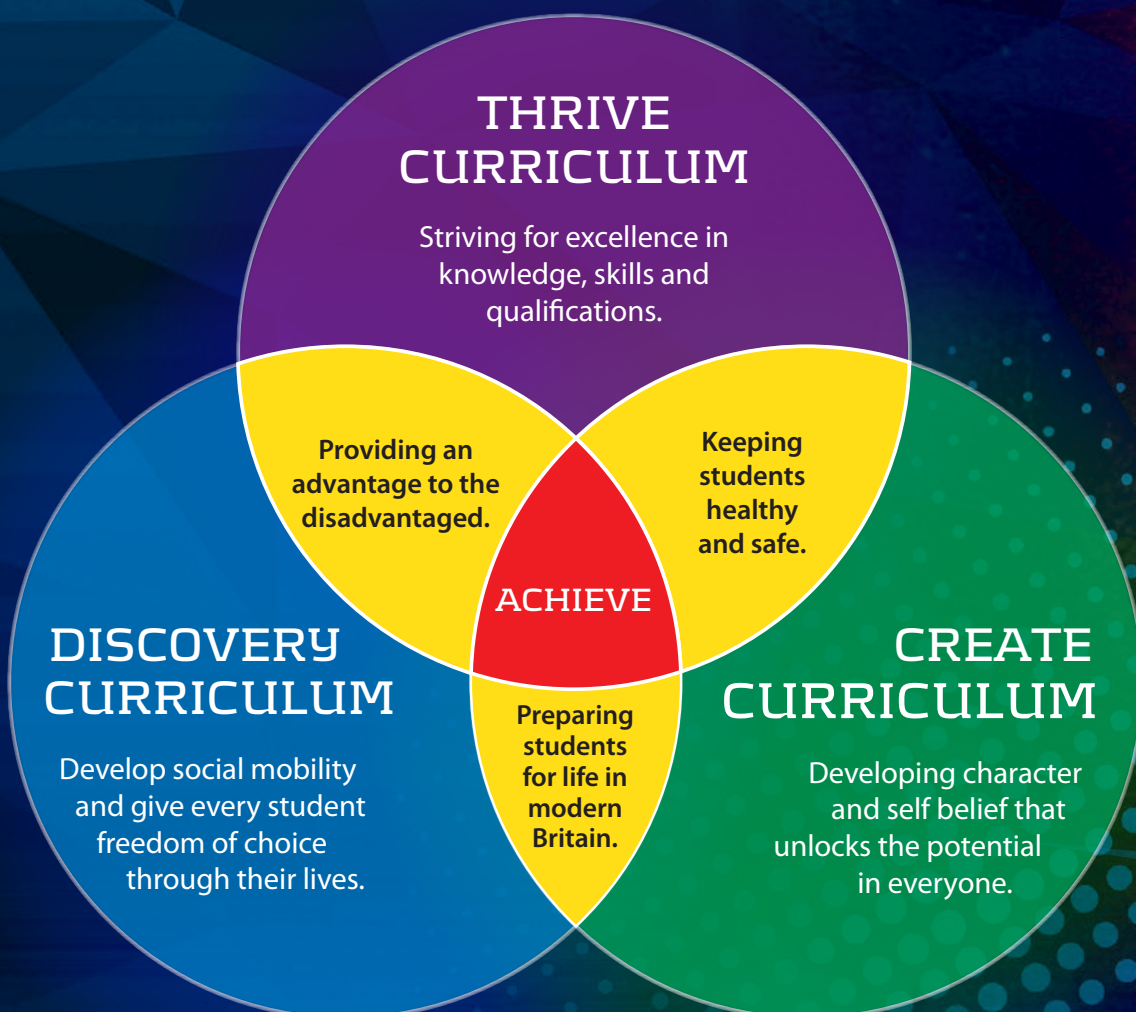 THRIVE
CURRICULUM
Striving for excellence in
knowledge, skills and
qualifications.
Providing an
advantage to the
disadvantaged.
Keeping
students
healthy
and safe.
ACHIEVE
DISCOVERY
CURRICULUM
Develop social mobility
and give every student
freedom of choice
through their lives.
Preparing
students
for life in
modern
Britain.
CREATE
CURRICULUM
Developing character
and self belief that
unlocks the potential
in everyone.